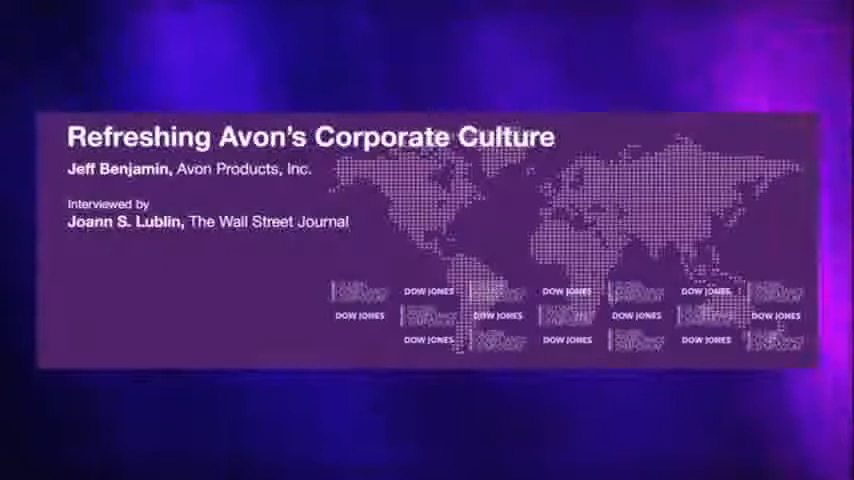 Refreshing Avon's Corporate Culture
Jeff Benjamin, Avon Products, Inc.
Interviewed by
Joann S. Lublin, The Wall Street Journal
DOW JONES DOW JONES DOW JONES
DOW JONES DOW JONES DOW JONES DOW JONES
DOW JONES DOW JONES DOW JONES